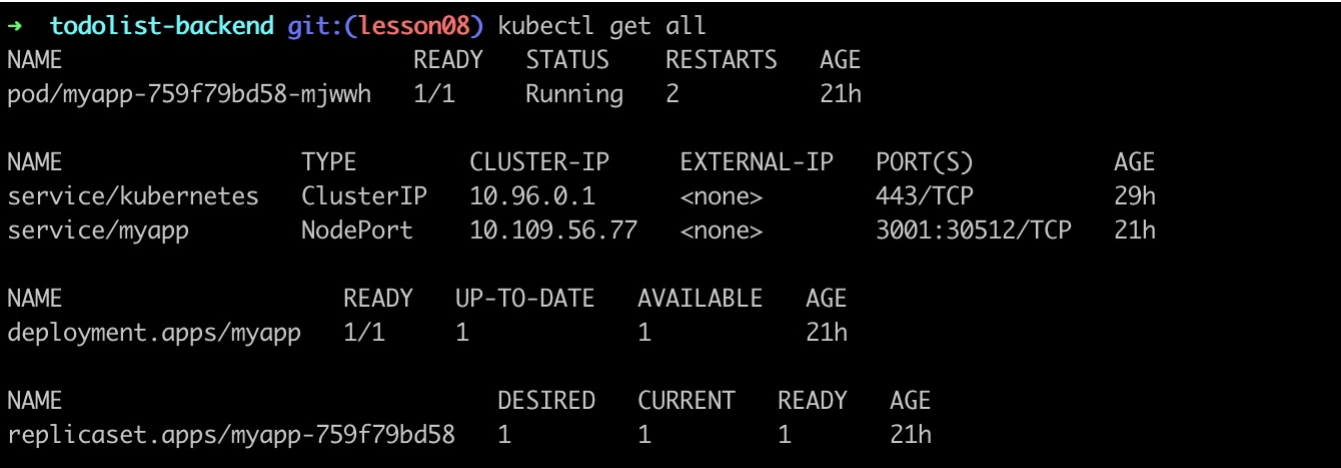 → todolist-backend git:(lesson08) kubectl get all
NAME READY STATUS RESTARTS AGE
pod/myapp-759f79bd58-mjwwh 1/1 Running 2 21h
NAME TYPE CLUSTER-IP EXTERNAL-IP PORT(S) AGE
service/kubernetes ClusterIP 10.96.0.1 <none> 443/TCP 29h
service/myapp NodePort 10.109.56.77 <none> 3001:30512/TCP 21h
NAME READY UP-TO-DATE AVAILABLE AGE
deployment.apps/myapp 1/1 1 1 21h
NAME DESIRED CURRENT READY AGE
replicaset.apps/myapp-759f79bd58 1 1 1 21h